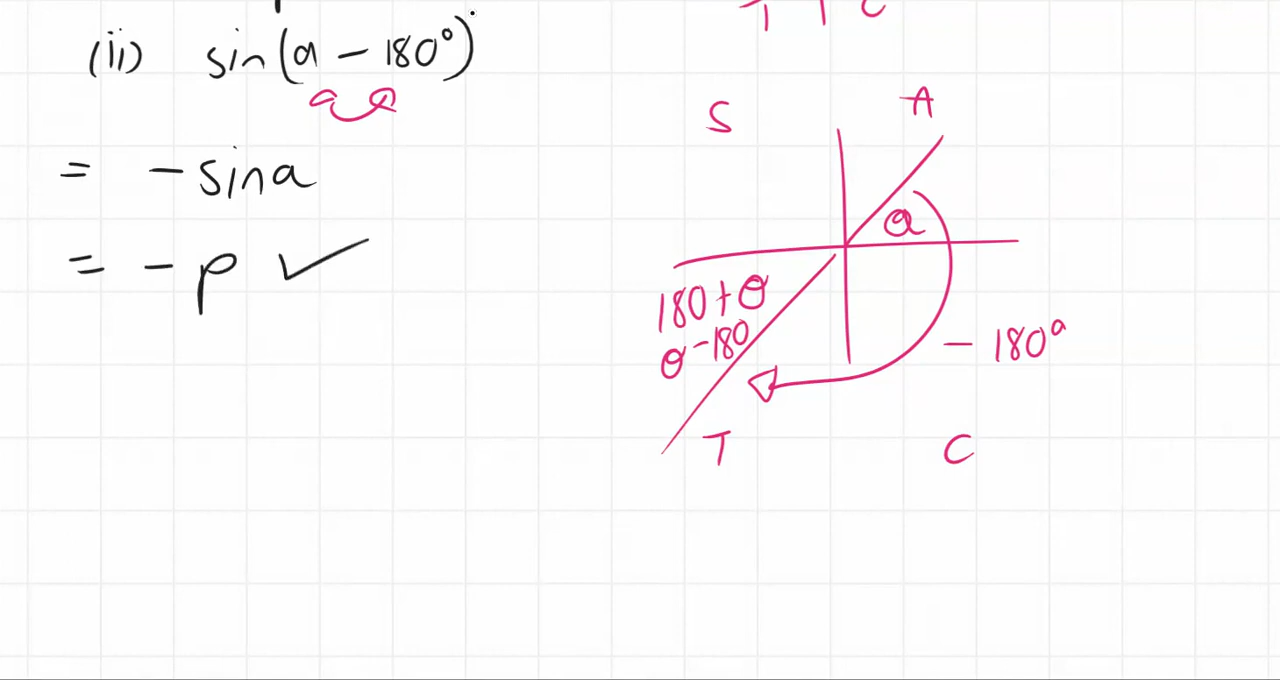 T | C
(ii) sin(a - 180°)
= - sin a
= - p ✓
S A
a
180 + θ
θ - 180
- 180°
T C